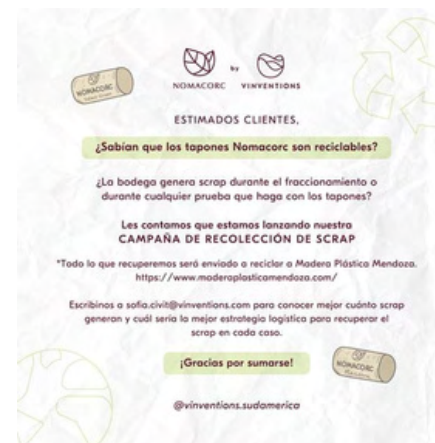 NOMACORC
by
NOMACORC VINVENTIONS
ESTIMADOS CLIENTES,
¿Sabían que los tapones Nomacorc son reciclables?
¿La bodega genera scrap durante el fraccionamiento o
durante cualquier prueba que haga con los tapones?
Les contamos que estamos lanzando nuestra
CAMPAÑA DE RECOLECCIÓN DE SCRAP
*Todo lo que recuperemos será enviado a reciclar a Madera Plástica Mendoza.
https://www.maderaplasticamendoza.com/
Escribinos a sofia.civit@vinventions.com para conocer mejor cuánto scrap
generan y cuál sería la mejor estrategia logística para recuperar el
scrap en cada caso.
¡Gracias por sumarse!
NOMACORC
@vinventions.sudamerica